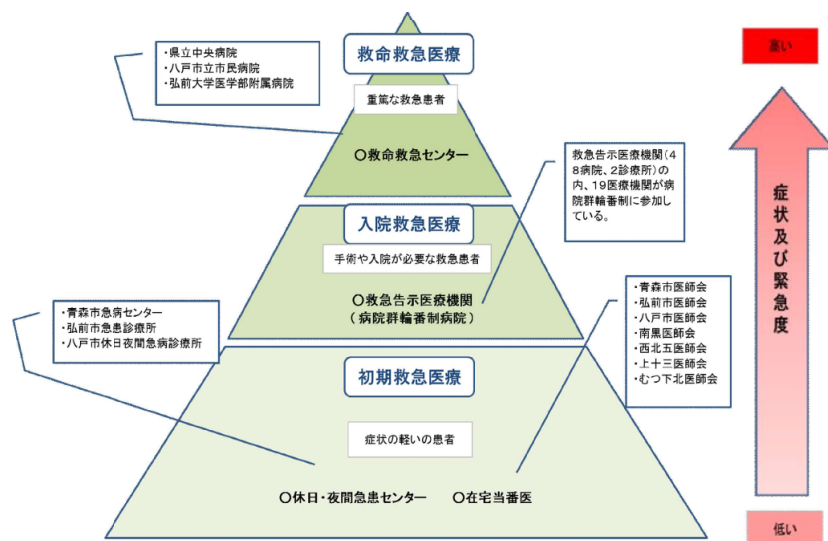 救命救急医療
高い
・県立中央病院
・八戸市立市民病院
・弘前大学医学部附属病院
重篤な救急患者
〇救命救急センター
救急告示医療機関(4
8病院、2診療所)の
内、19医療機関が病
院群輪番制に参加し
ている。
入院救急医療
手術や入院が必要な救急患者
〇救急告示医療機関
(病院群輪番制病院)
症状及び緊急度
・青森市急病センター
・弘前市急患診療所
・八戸市休日夜間急病診療所
・青森市医師会
・弘前市医師会
・八戸市医師会
・南黒医師会
・西北五医師会
・上十三医師会
・むつ下北医師会
初期救急医療
症状の軽いの患者
〇休日・夜間急患センター
〇在宅当番医
低い